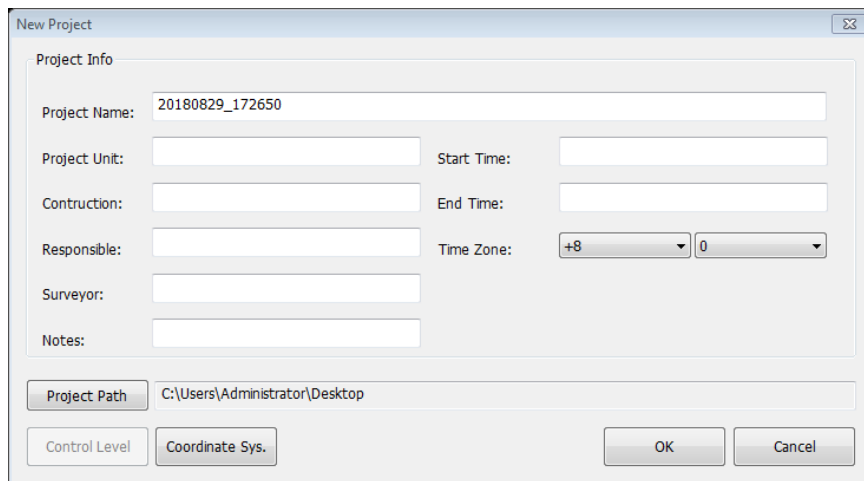 New Project
Project Info
Project Name: 20180829_172650
Project Unit: Start Time:
Contruction: End Time:
Responsible: Time Zone: +8 0
Surveyor:
Notes:
Project Path C:\Users\Administrator\Desktop
Control Level Coordinate Sys. OK Cancel